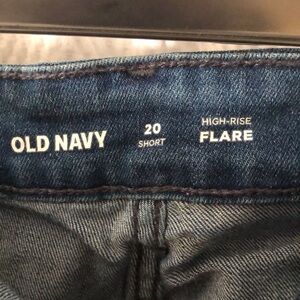 OLD NAVY
20
SHORT
HIGH-RISE
FLARE